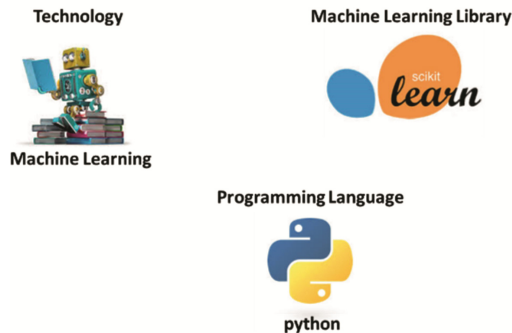 Technology
Machine Learning Library
scikit
learn
Machine Learning
Programming Language
python